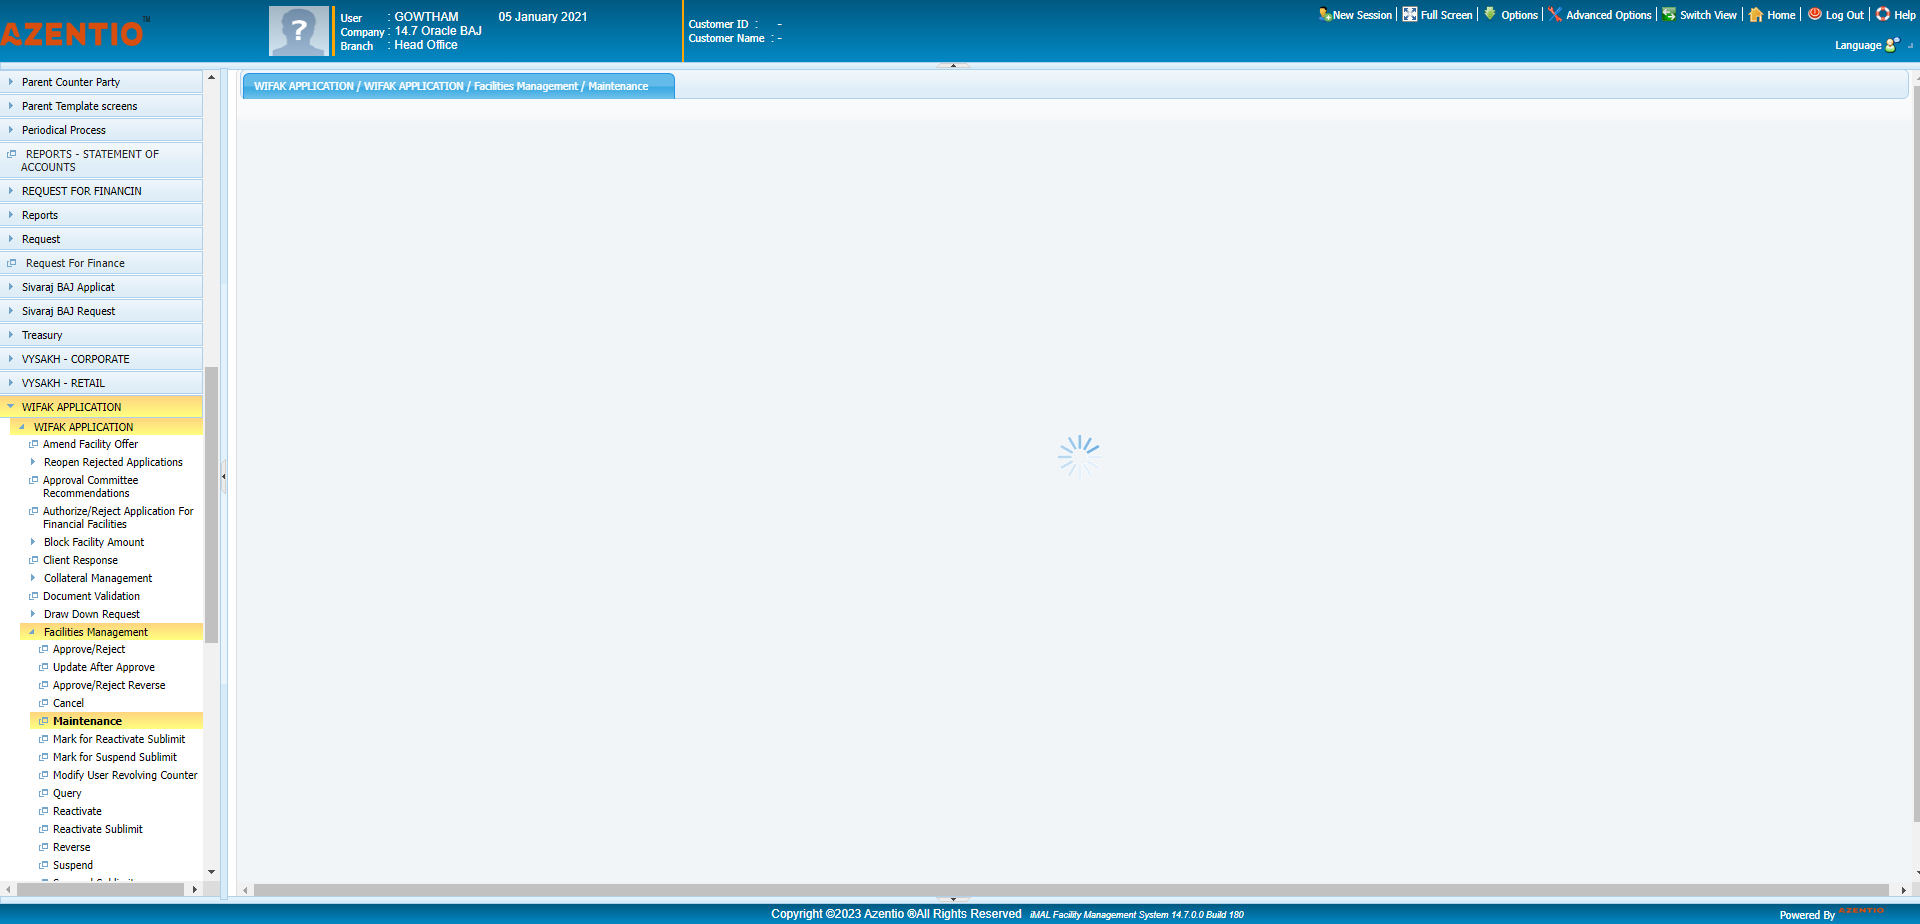 AZENTIO™
User : GOWTHAM 05 January 2021
Company : 14.7 Oracle BAJ
Branch : Head Office
Customer ID : -
Customer Name : -
New Session Full Screen Options Advanced Options Switch View Home Log Out Help
Language
Parent Counter Party
Parent Template screens
Periodical Process
REPORTS - STATEMENT OF
ACCOUNTS
REQUEST FOR FINANCIN
Reports
Request
Request For Finance
Sivaraj BAJ Applicat
Sivaraj BAJ Request
Treasury
VYSAKH - CORPORATE
VYSAKH - RETAIL
WIFAK APPLICATION
WIFAK APPLICATION
Amend Facility Offer
Reopen Rejected Applications
Approval Committee
Recommendations
Authorize/Reject Application For
Financial Facilities
Block Facility Amount
Client Response
Collateral Management
Document Validation
Draw Down Request
Facilities Management
Approve/Reject
Update After Approve
Approve/Reject Reverse
Cancel
Maintenance
Mark for Reactivate Sublimit
Mark for Suspend Sublimit
Modify User Revolving Counter
Query
Reactivate
Reactivate Sublimit
Reverse
Suspend
WIFAK APPLICATION / WIFAK APPLICATION / Facilities Management / Maintenance
Copyright ©2023 Azentio ®All Rights Reserved iMAL Facility Management System 14.7.0.0 Build 180
Powered By AZENTIO